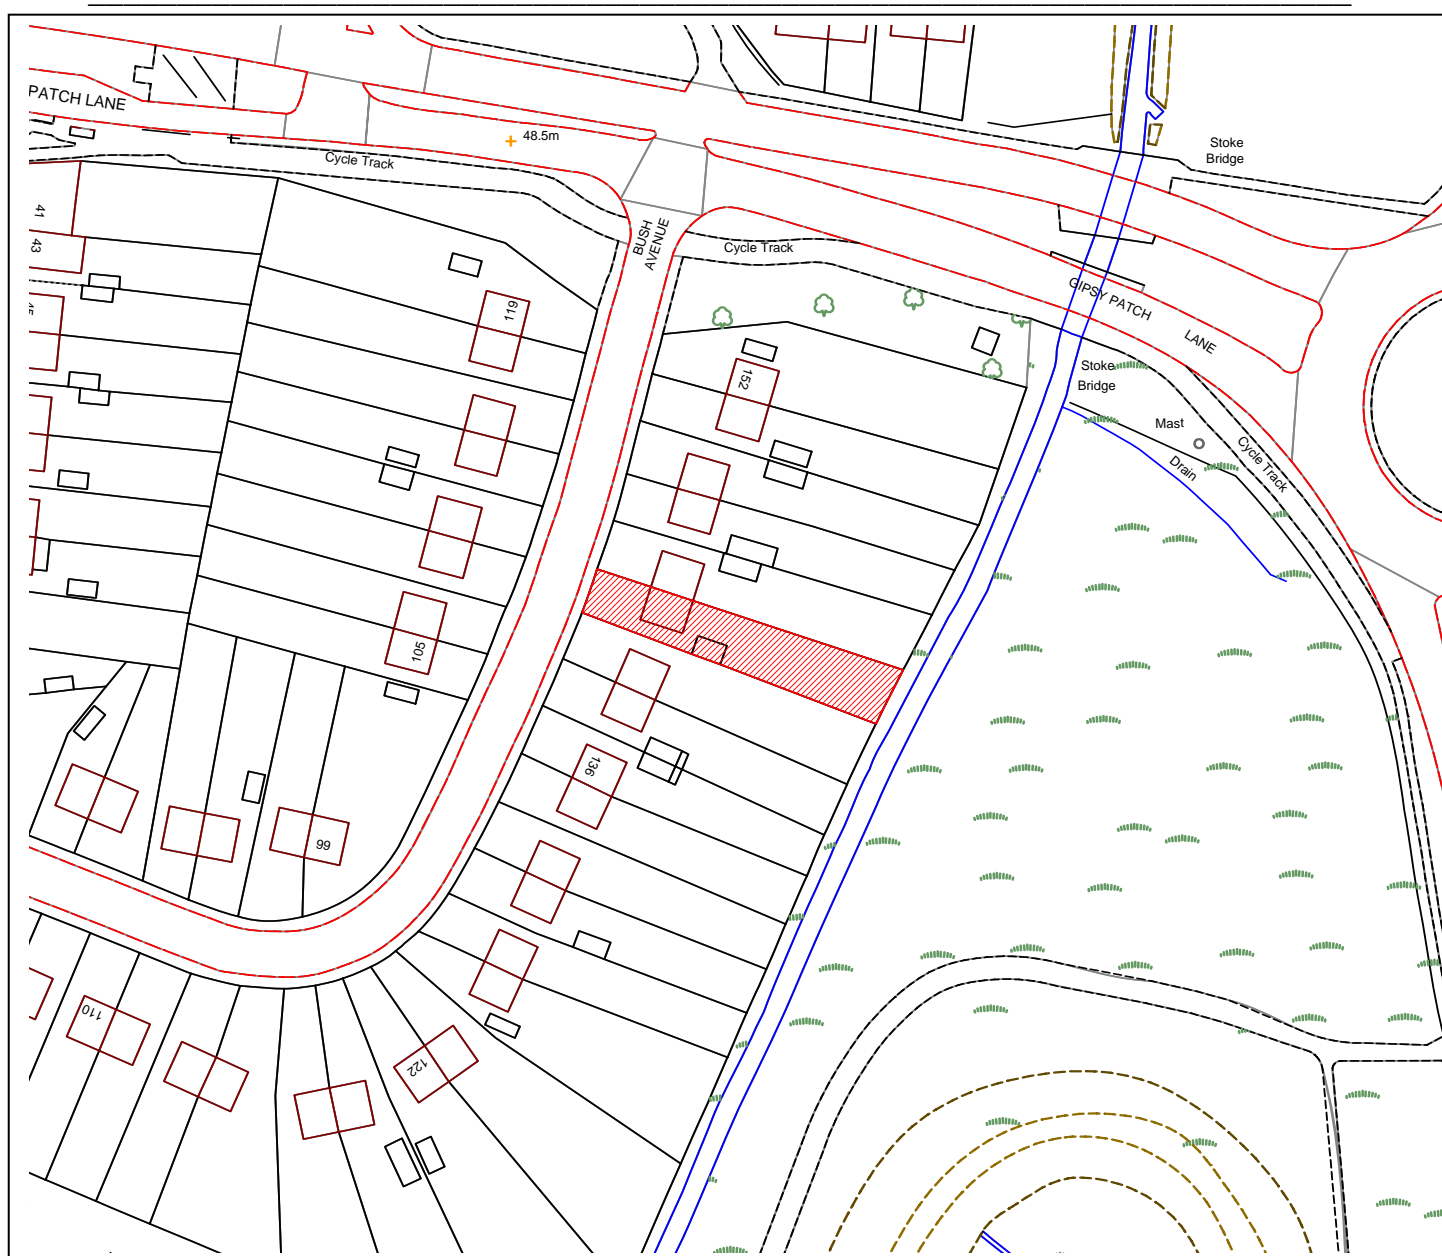 PATCH LANE
48.5m
Cycle Track
Stoke
Bridge
41
43
BUSH
AVENUE
Cycle Track
GIPSY PATCH
LANE
119
152
Stoke
Bridge
Mast
Cycle Track
Drain
105
136
99
110
122